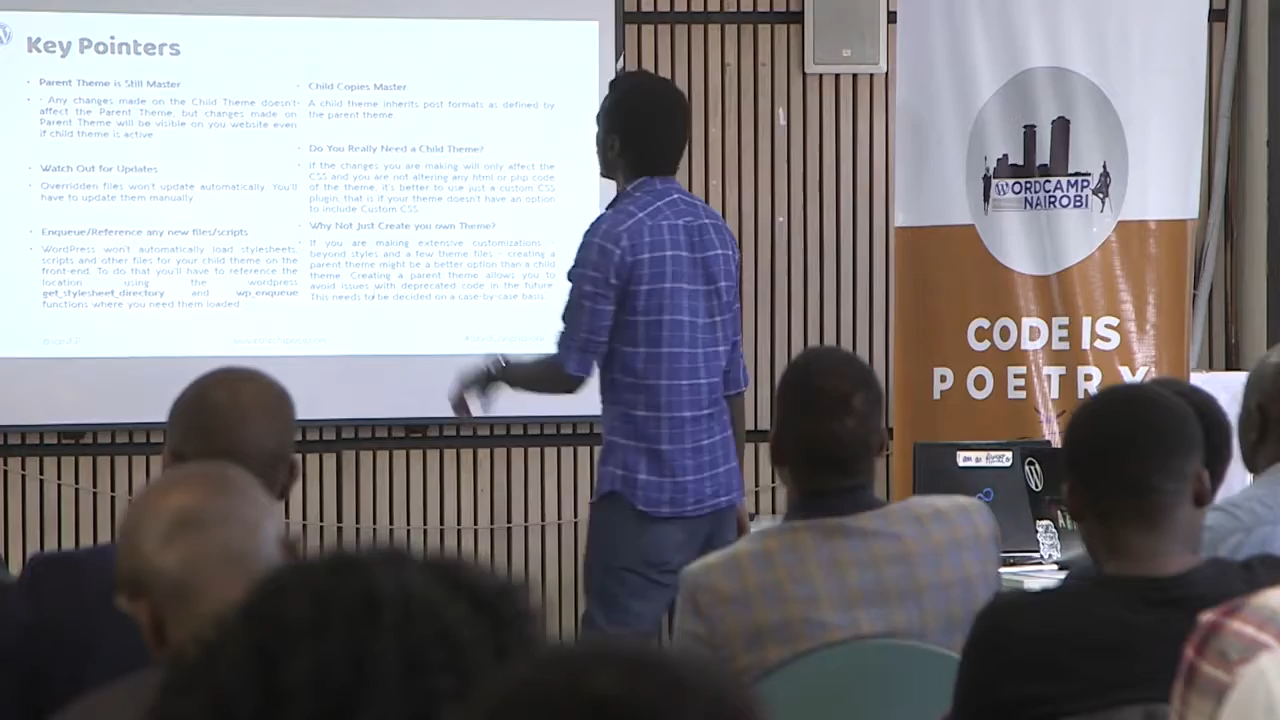 Key Pointers
Parent Theme is Still Master
- Any changes made on the Child Theme doesn't
affect the Parent Theme, but changes made on
Parent Theme will be visible on you website even
if child theme is active
Watch Out for Updates
Overridden files won't update automatically. You'll
have to update them manually
Enqueue/Reference any new files/scripts
WordPress won't automatically load stylesheets,
scripts and other files for your child theme on the
front-end. To do that you'll have to reference the
location using the wordpress
get_stylesheet_directory and wp_enqueue
functions where you need them loaded
Child Copies Master
A child theme inherits post formats as defined by
the parent theme.
Do You Really Need a Child Theme?
If the changes you are making will only affect the
CSS and you are not altering any html or php code
of the theme, it's better to use just a custom CSS
plugin, that is if your theme doesn't have an option
to include Custom CSS.
Why Not Just Create you own Theme?
If you are making extensive customizations -
beyond styles and a few theme files - creating a
parent theme might be a better option than a child
theme. Creating a parent theme allows you to
avoid issues with deprecated code in the future.
This needs to be decided on a case-by-case basis.
WORDCAMP
NAIROBI
CODE IS
POETRY
I am an